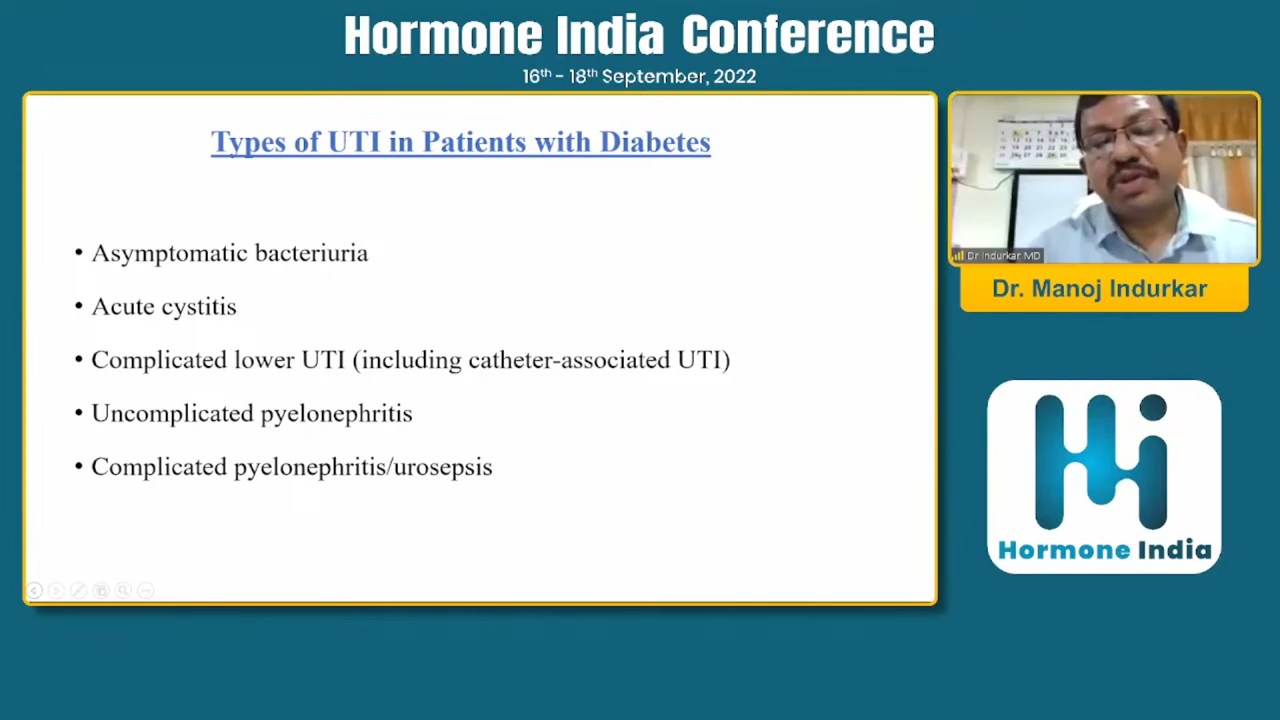 Hormone India Conference
16th - 18th September, 2022
Types of UTI in Patients with Diabetes
• Asymptomatic bacteriuria
• Acute cystitis
• Complicated lower UTI (including catheter-associated UTI)
• Uncomplicated pyelonephritis
• Complicated pyelonephritis/urosepsis
Dr Indurkar MD
Dr. Manoj Indurkar
Hi
Hormone India